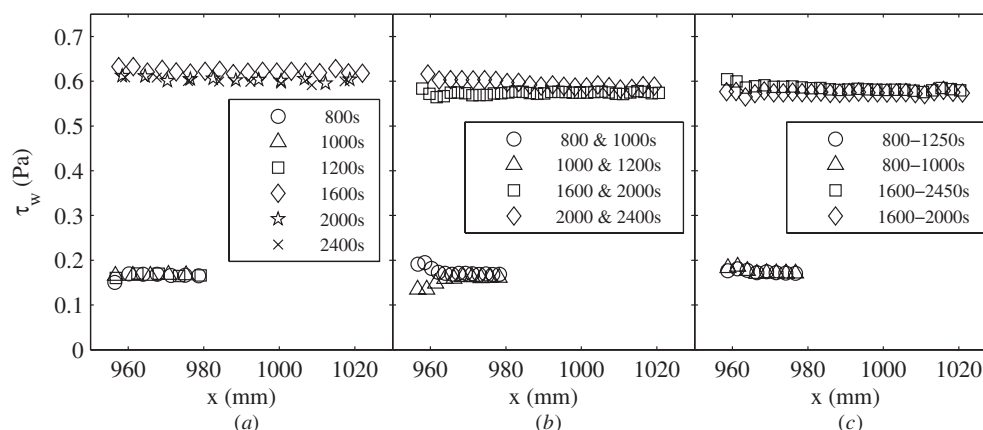 0.7
0.6
0.5
0.4
0.3
0.2
0.1
0
τw (Pa)
800s
1000s
1200s
1600s
2000s
2400s
960 980 1000 1020
x (mm)
(a)
800 & 1000s
1000 & 1200s
1600 & 2000s
2000 & 2400s
960 980 1000 1020
x (mm)
(b)
800−1250s
800−1000s
1600−2450s
1600−2000s
960 980 1000 1020
x (mm)
(c)